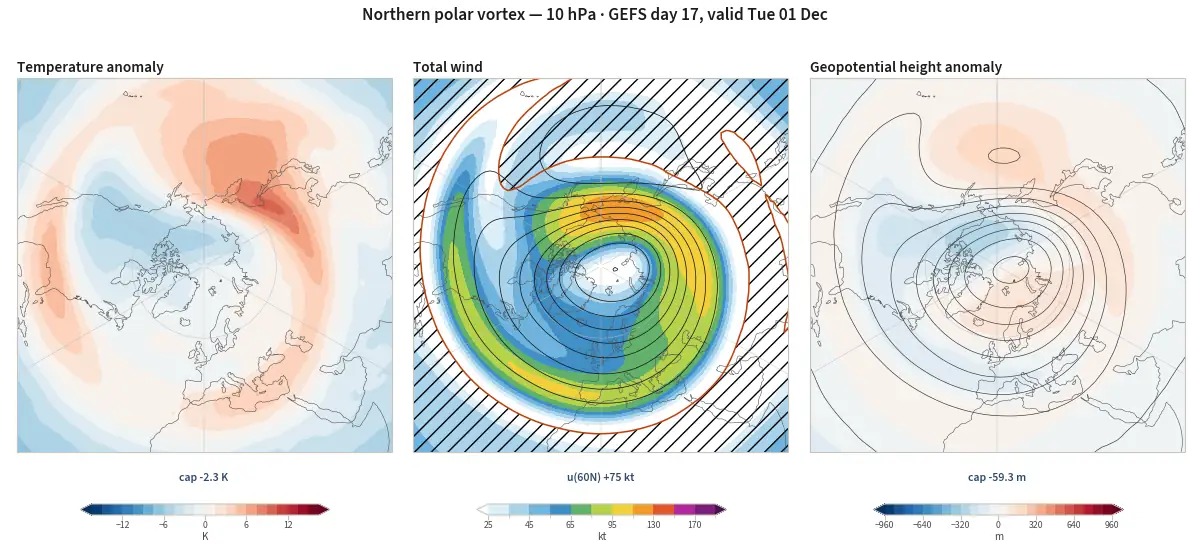 Northern polar vortex — 10 hPa · GEFS day 17, valid Tue 01 Dec
Temperature anomaly
Total wind
Geopotential height anomaly
cap -2.3 K
u(60N) +75 kt
cap -59.3 m
−12 −6 0 6 12
K
25 45 65 95 130 170
kt
−960 −640 −320 0 320 640 960
m